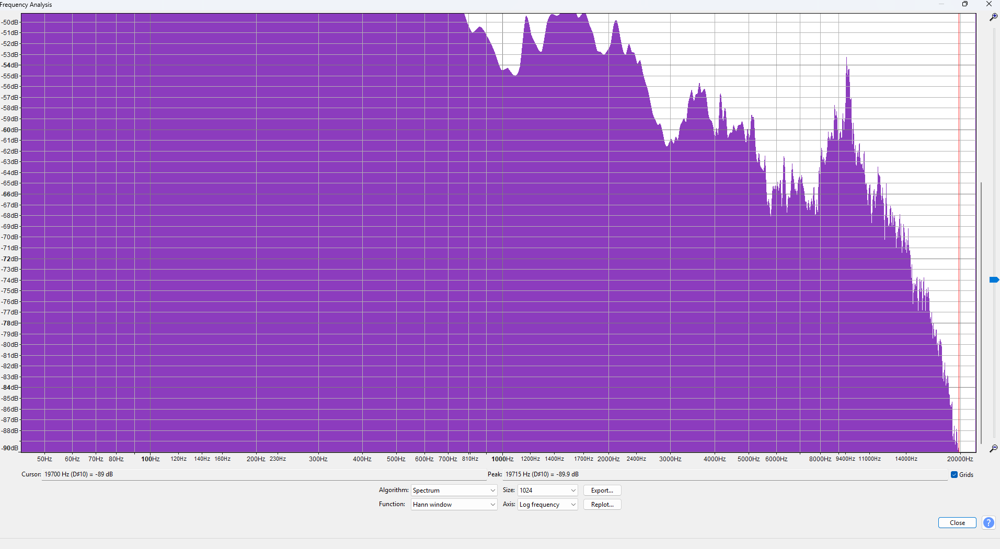 Frequency Analysis
-50dB
-51dB
-52dB
-53dB
-54dB
-55dB
-56dB
-57dB
-58dB
-59dB
-60dB
-61dB
-62dB
-63dB
-64dB
-65dB
-66dB
-67dB
-68dB
-69dB
-70dB
-71dB
-72dB
-73dB
-74dB
-75dB
-76dB
-77dB
-78dB
-79dB
-80dB
-81dB
-82dB
-83dB
-84dB
-85dB
-86dB
-87dB
-88dB
-90dB
50Hz 60Hz 70Hz 80Hz 100Hz 120Hz 140Hz 160Hz 200Hz 230Hz 300Hz 400Hz 500Hz 600Hz 700Hz 810Hz 1000Hz 1200Hz 1400Hz 1700Hz 2000Hz 2400Hz 3000Hz 4000Hz 5000Hz 6000Hz 8000Hz 9400Hz 11000Hz 14000Hz 20000Hz
Cursor: 19700 Hz (D♯10) = -89 dB Peak: 19715 Hz (D♯10) = -89.9 dB Grids
Algorithm: Spectrum Size: 1024 Export...
Function: Hann window Axis: Log frequency Replot...
Close ?